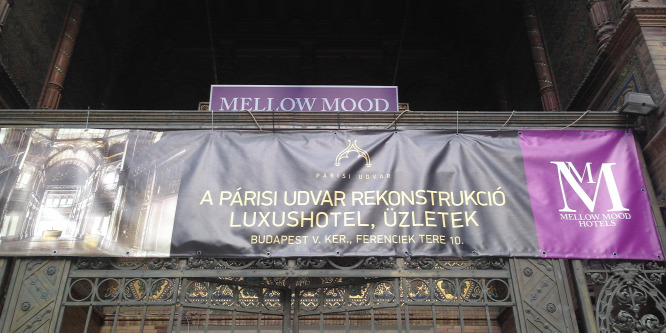 MELLOW MOOD
PÁRISI UDVAR
A PÁRISI UDVAR REKONSTRUKCIÓ
LUXUSHOTEL, ÜZLETEK
BUDAPEST V. KER., FERENCIEK TERE 10.
MM
MELLOW MOOD
HOTELS